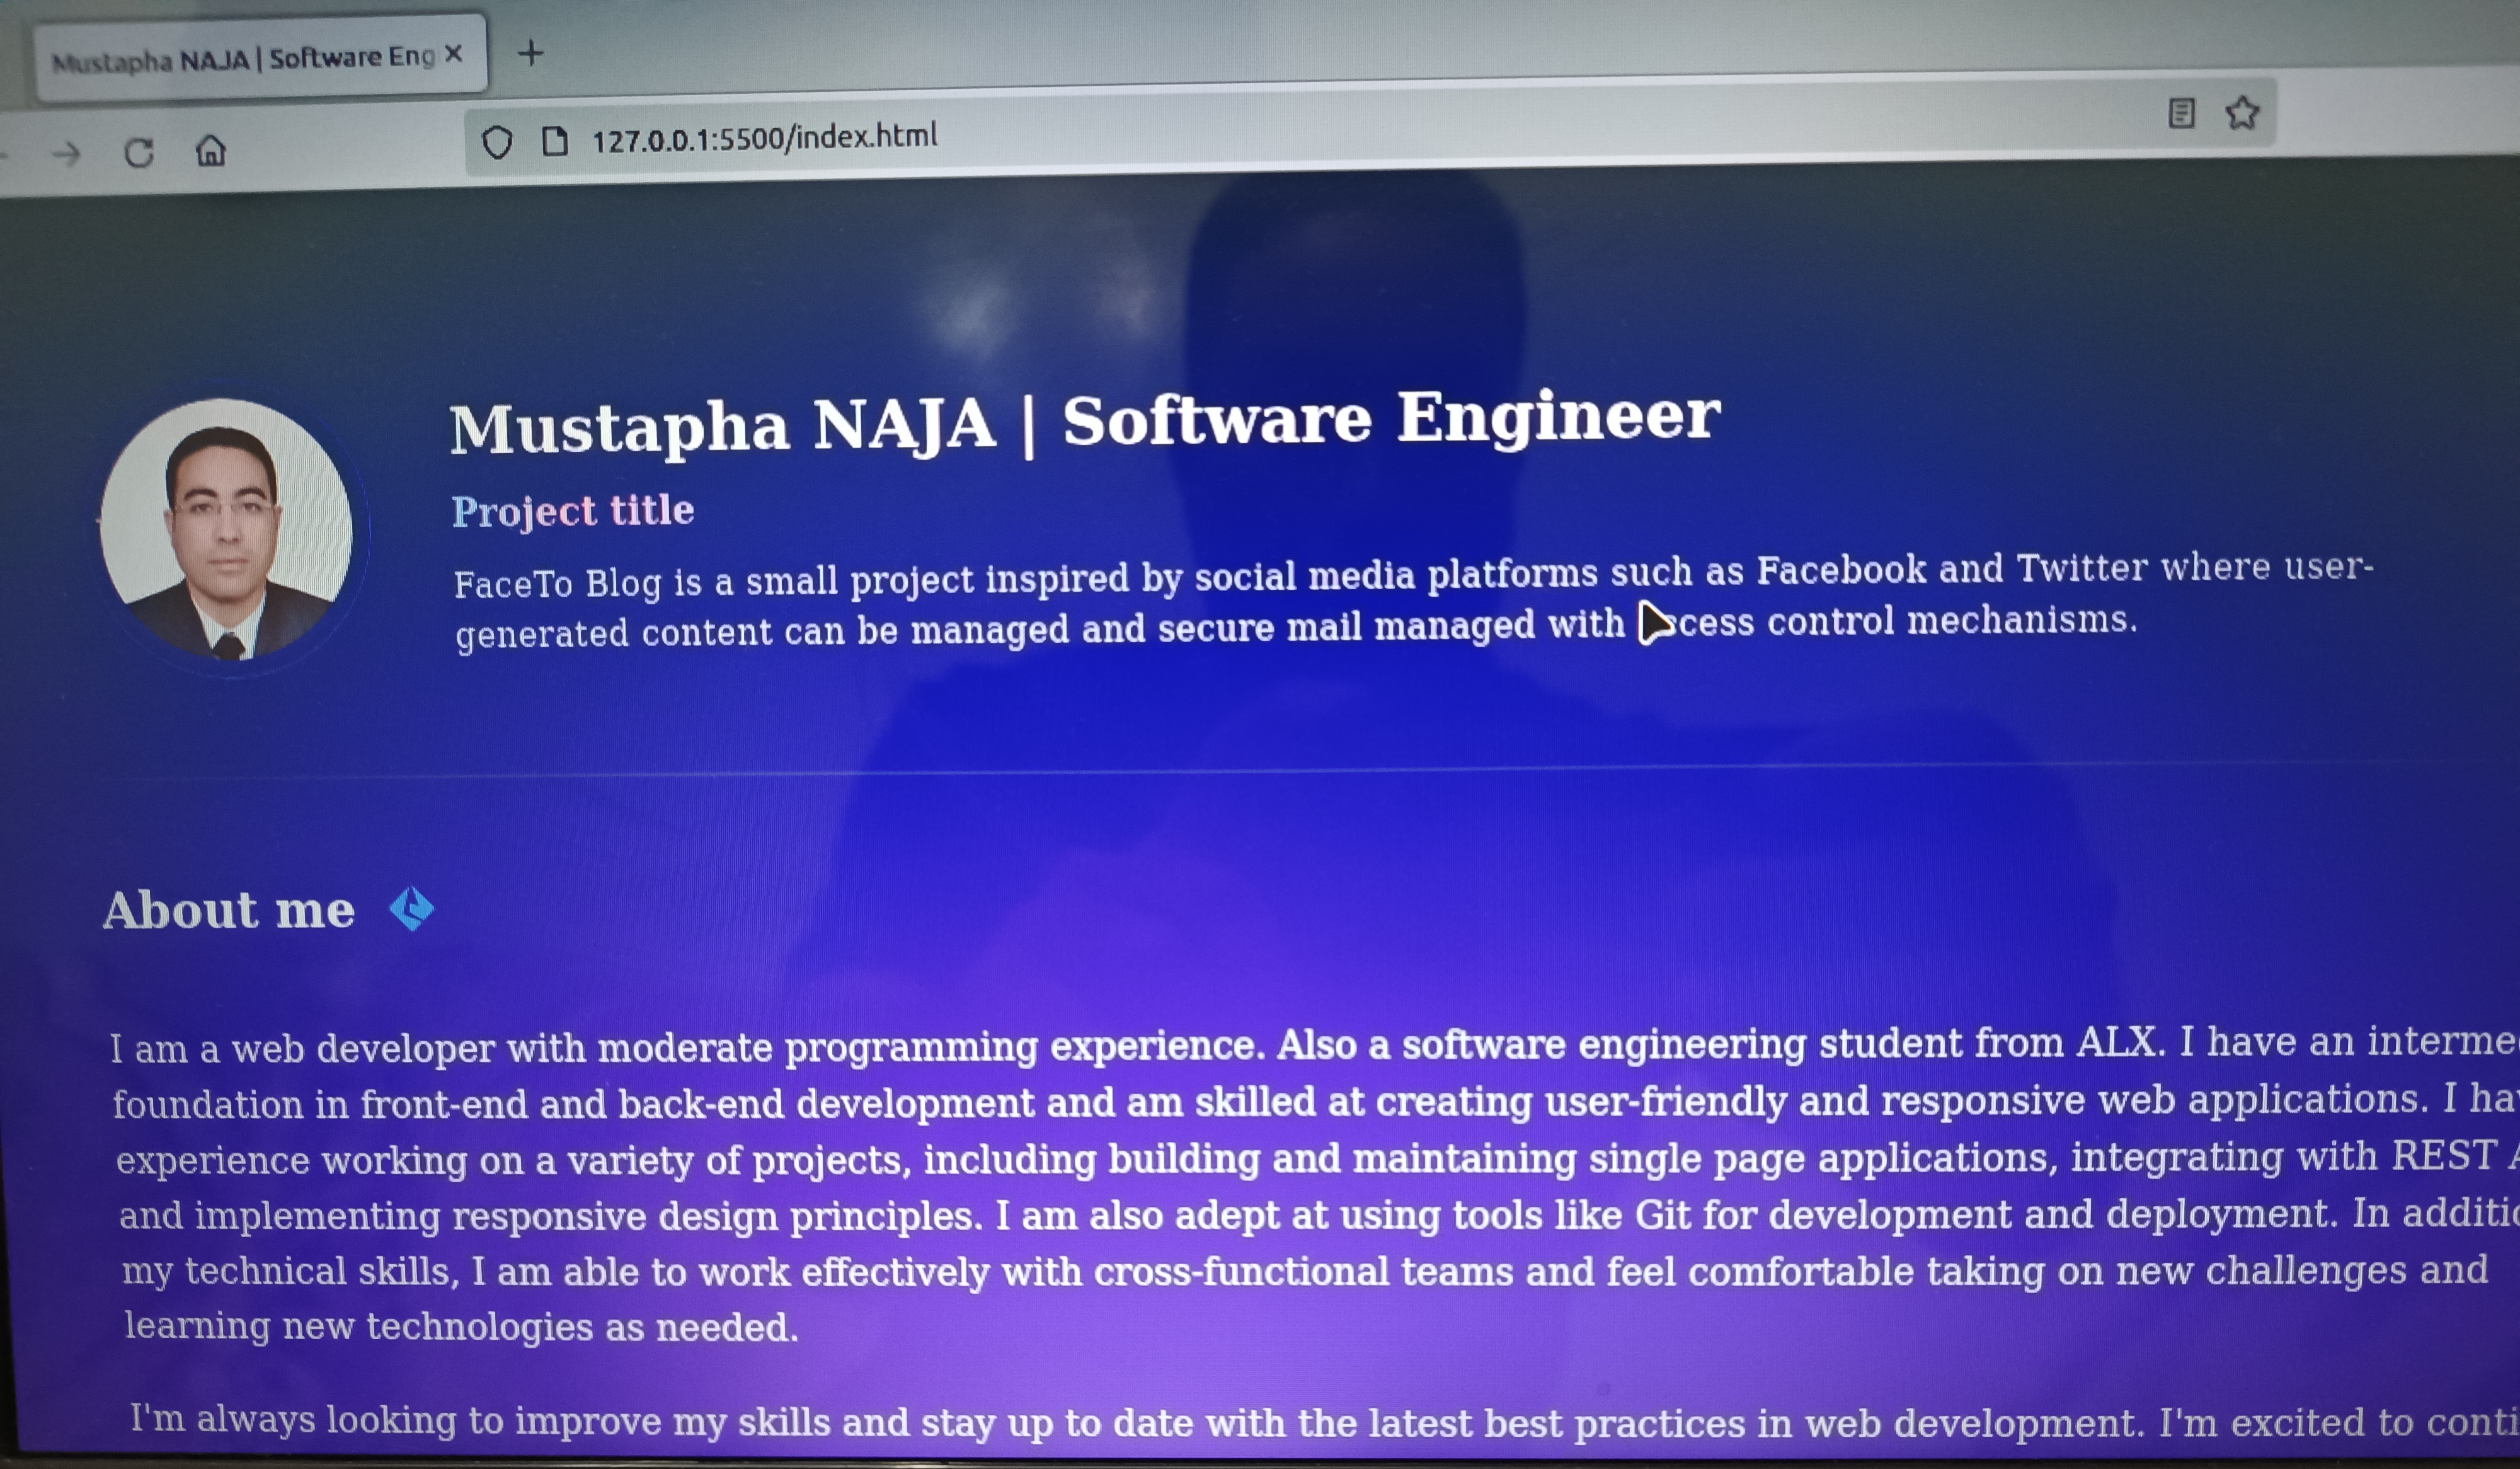 Mustapha NAJA | Software Eng
127.0.0.1:5500/index.html
Mustapha NAJA | Software Engineer
Project title
FaceTo Blog is a small project inspired by social media platforms such as Facebook and Twitter where user-
generated content can be managed and secure mail managed with ccess control mechanisms.
About me
I am a web developer with moderate programming experience. Also a software engineering student from ALX. I have an interme
foundation in front-end and back-end development and am skilled at creating user-friendly and responsive web applications. I ha
experience working on a variety of projects, including building and maintaining single page applications, integrating with REST A
and implementing responsive design principles. I am also adept at using tools like Git for development and deployment. In additi
my technical skills, I am able to work effectively with cross-functional teams and feel comfortable taking on new challenges and
learning new technologies as needed.
I'm always looking to improve my skills and stay up to date with the latest best practices in web development. I'm excited to conti